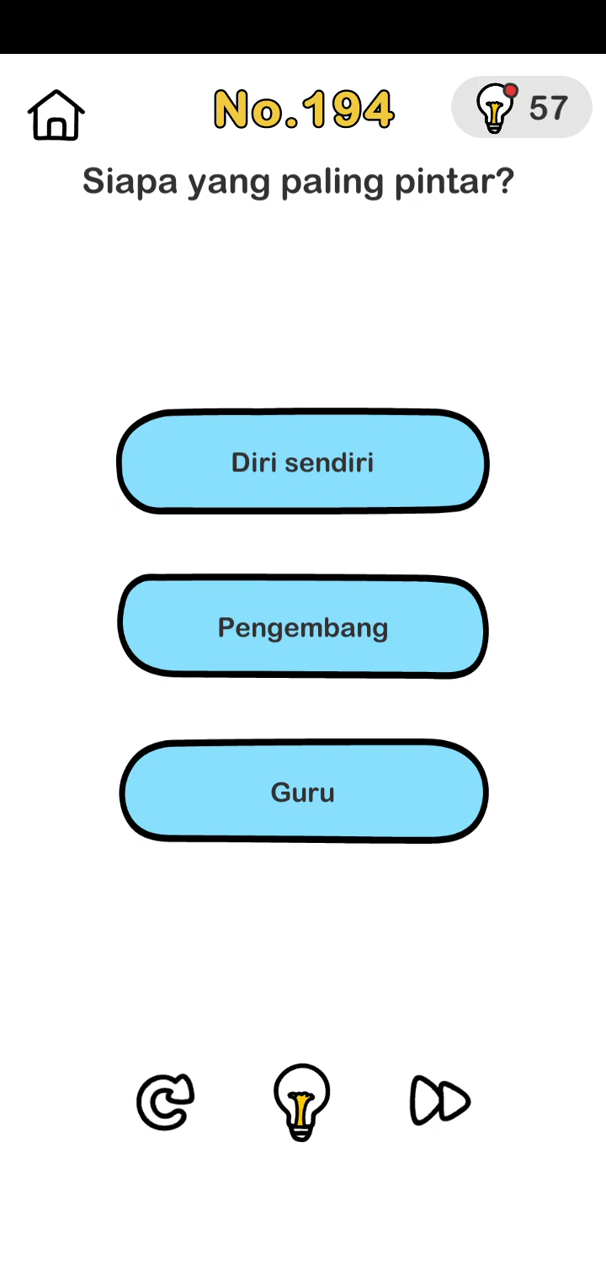 No.194
57
Siapa yang paling pintar?
Diri sendiri
Pengembang
Guru